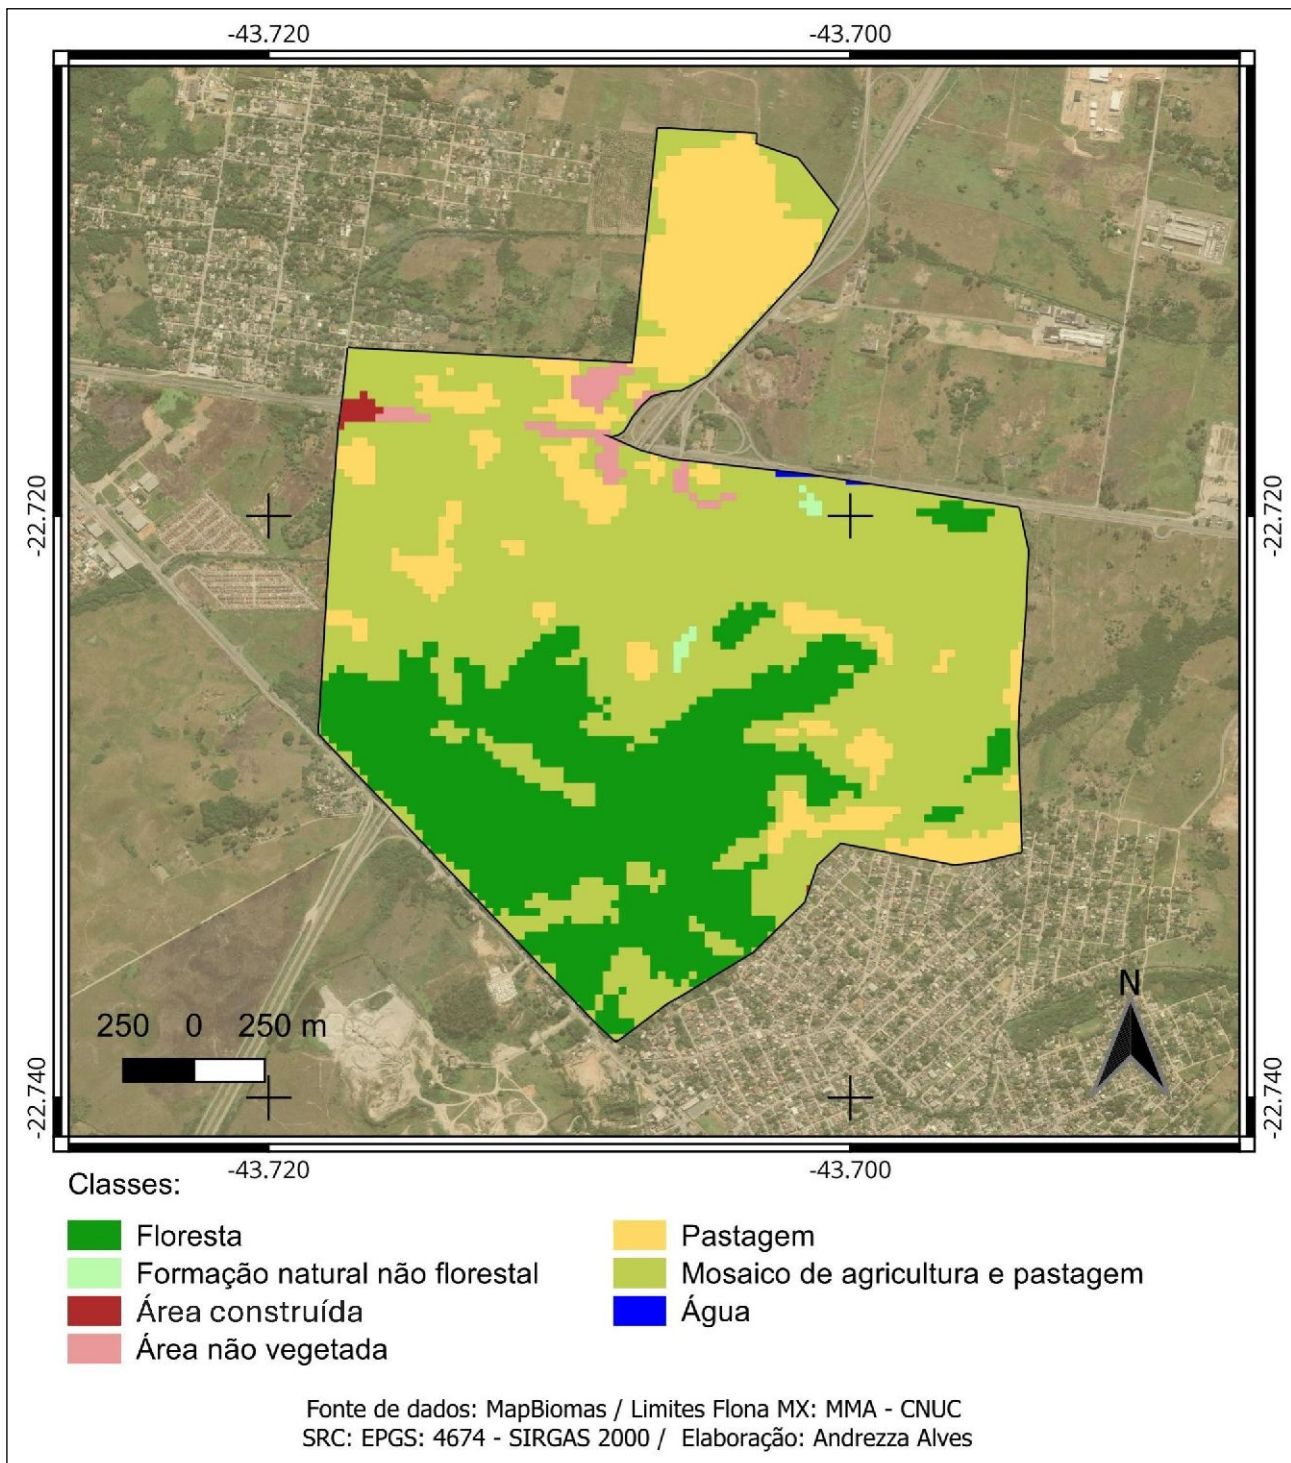 -43.720 -43.700
-22.720 -22.720
N
250 0 250 m
-22.740 -22.740
-43.720 -43.700
Classes:
Floresta
Formação natural não florestal
Área construída
Área não vegetada
Pastagem
Mosaico de agricultura e pastagem
Água
Fonte de dados: MapBiomas / Limites Flona MX: MMA - CNUC
SRC: EPGS: 4674 - SIRGAS 2000 / Elaboração: Andrezza Alves